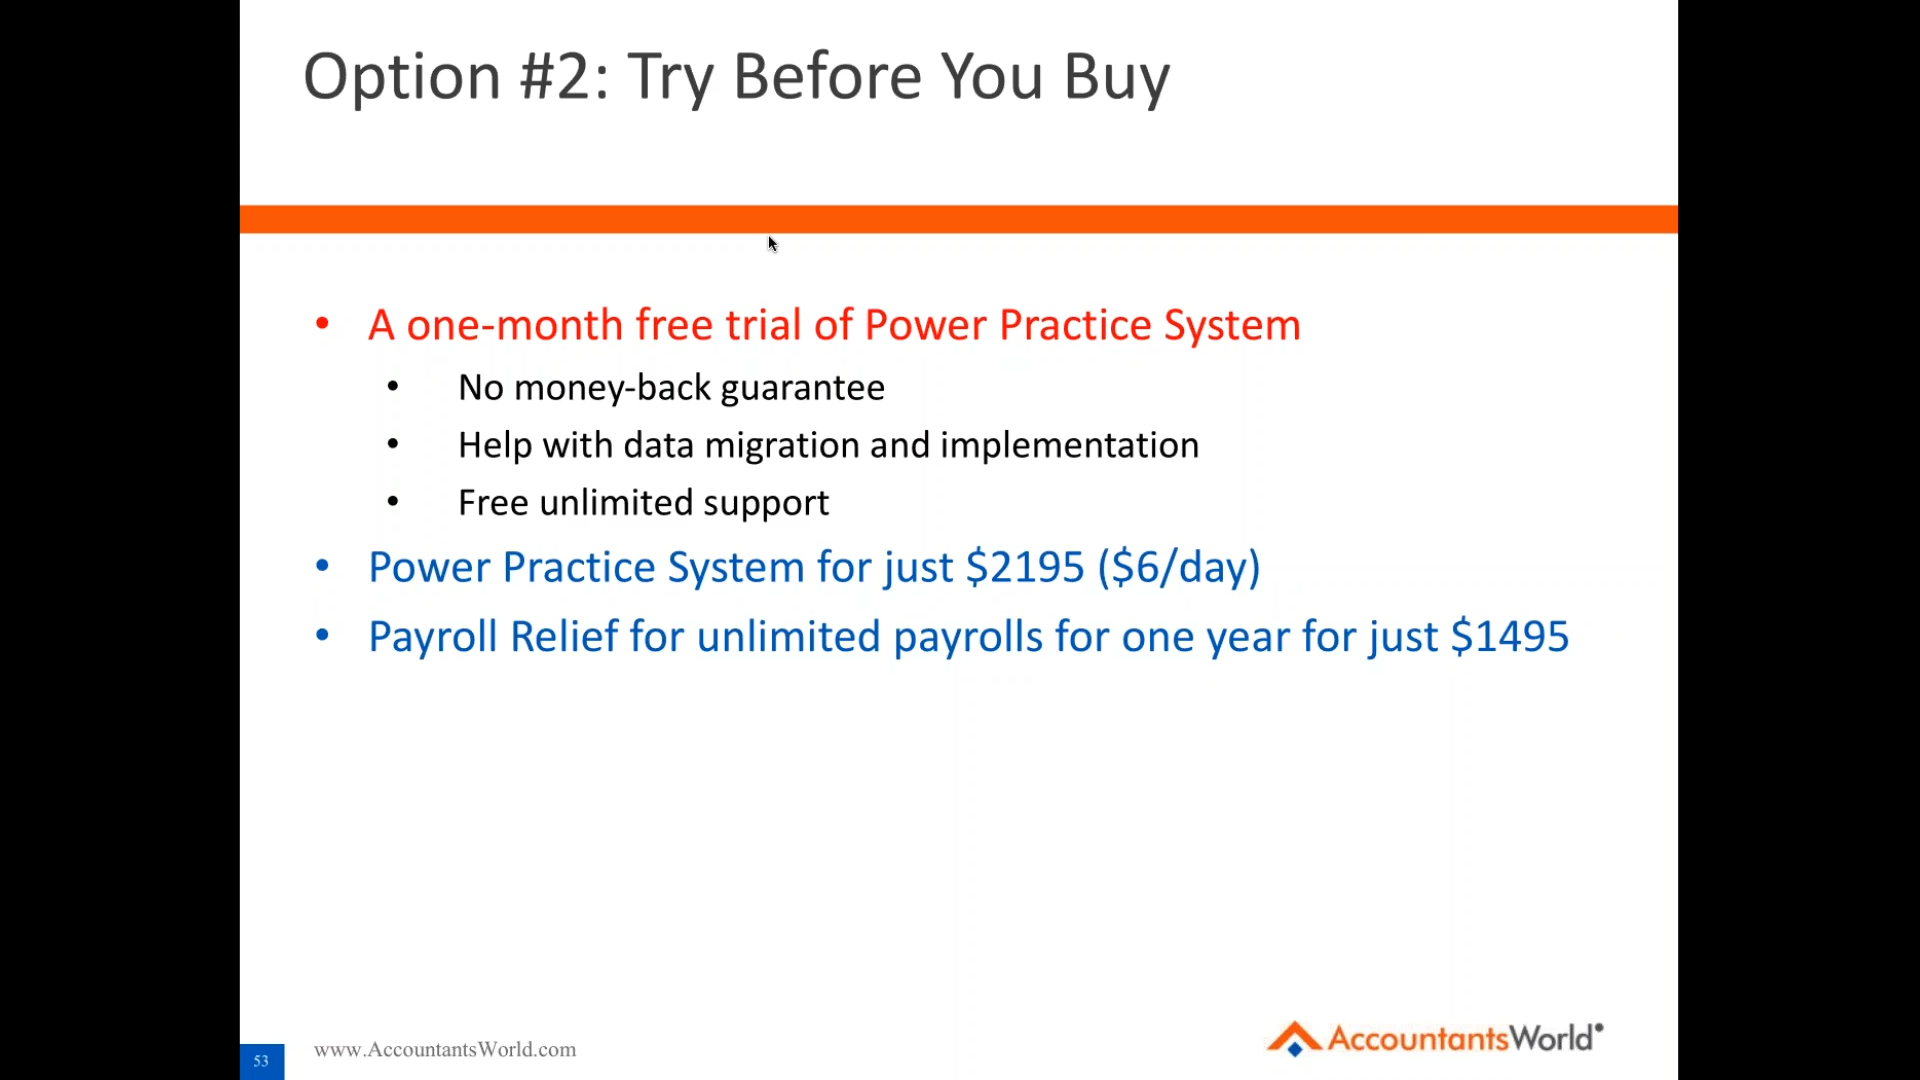 Option #2: Try Before You Buy
• A one-month free trial of Power Practice System
• No money-back guarantee
• Help with data migration and implementation
• Free unlimited support
• Power Practice System for just $2195 ($6/day)
• Payroll Relief for unlimited payrolls for one year for just $1495
53
www.AccountantsWorld.com
AccountantsWorld